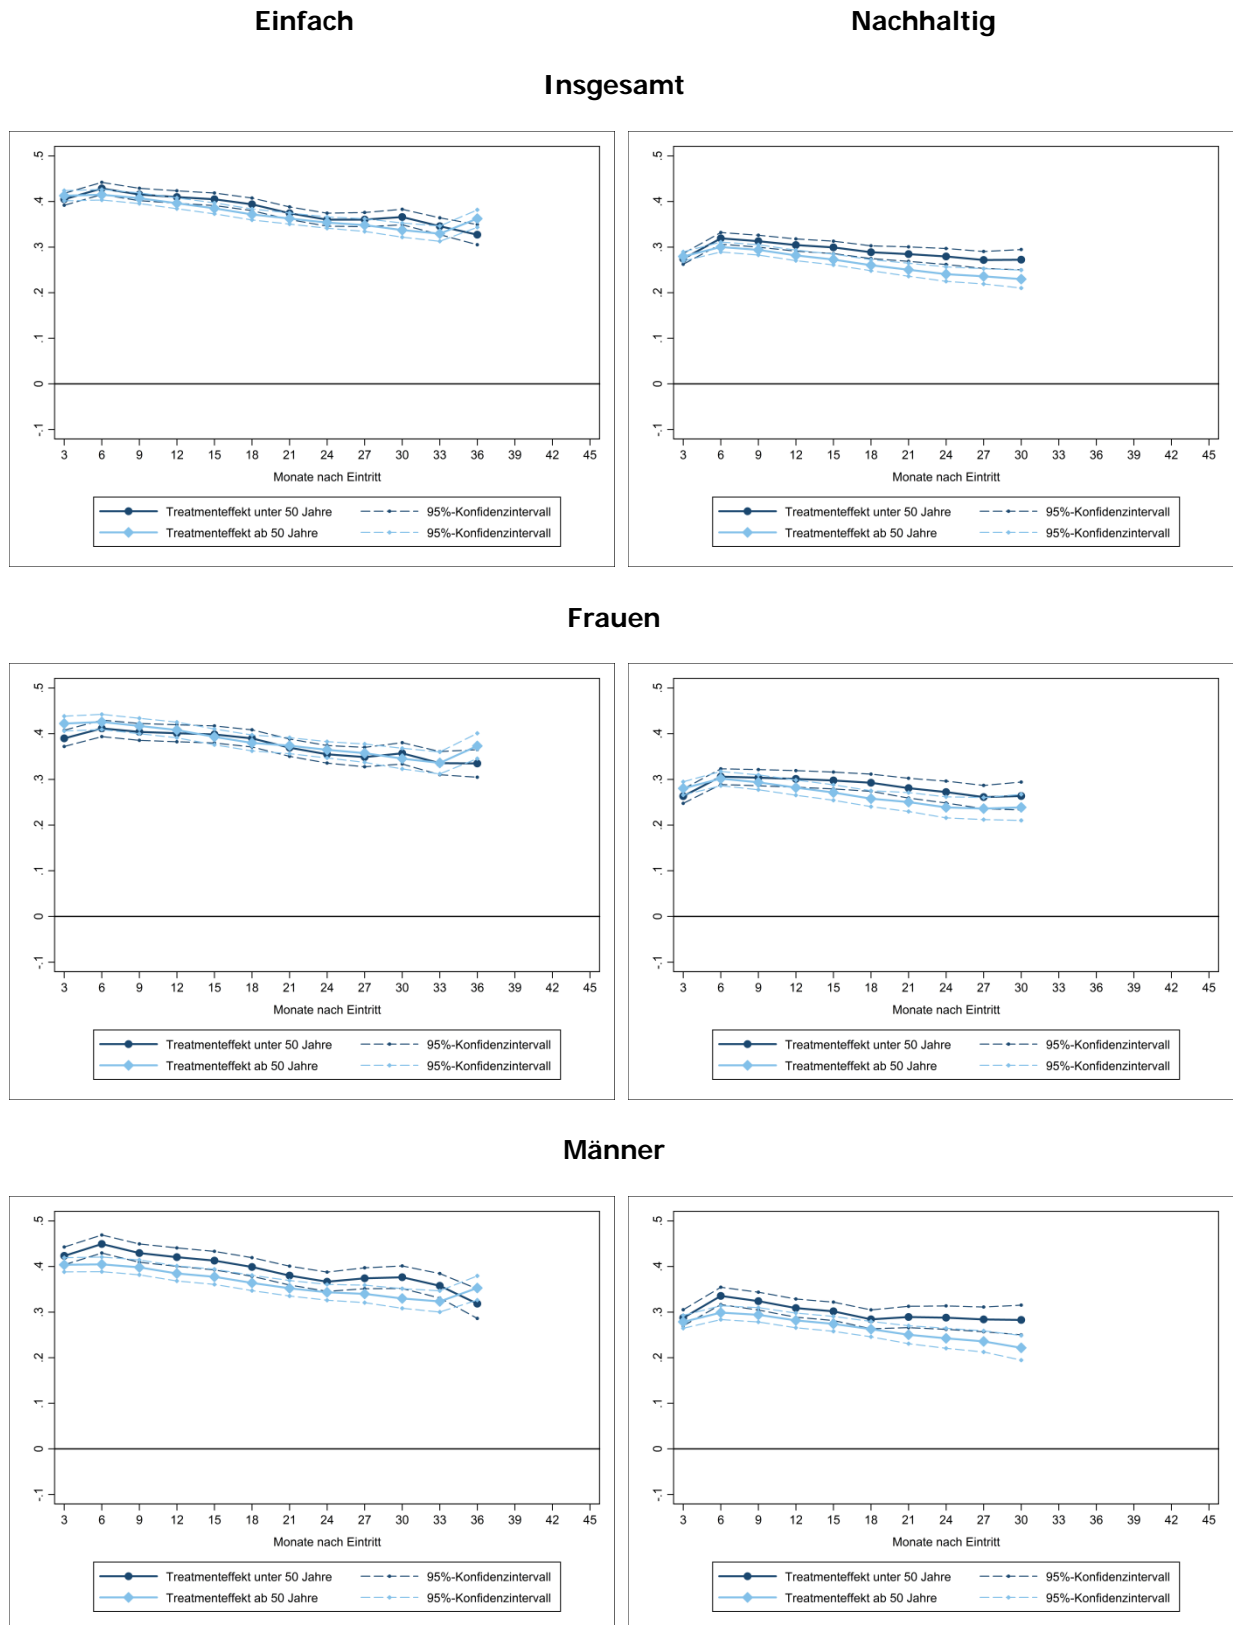 Einfach Nachhaltig
Insgesamt
.5 .4 .3 .2 .1 0 -.1
3 6 9 12 15 18 21 24 27 30 33 36 39 42 45
Monate nach Eintritt
Treatmenteffekt unter 50 Jahre 95%-Konfidenzintervall
Treatmenteffekt ab 50 Jahre 95%-Konfidenzintervall
.5 .4 .3 .2 .1 0 -.1
3 6 9 12 15 18 21 24 27 30 33 36 39 42 45
Monate nach Eintritt
Treatmenteffekt unter 50 Jahre 95%-Konfidenzintervall
Treatmenteffekt ab 50 Jahre 95%-Konfidenzintervall
Frauen
.5 .4 .3 .2 .1 0 -.1
3 6 9 12 15 18 21 24 27 30 33 36 39 42 45
Monate nach Eintritt
Treatmenteffekt unter 50 Jahre 95%-Konfidenzintervall
Treatmenteffekt ab 50 Jahre 95%-Konfidenzintervall
.5 .4 .3 .2 .1 0 -.1
3 6 9 12 15 18 21 24 27 30 33 36 39 42 45
Monate nach Eintritt
Treatmenteffekt unter 50 Jahre 95%-Konfidenzintervall
Treatmenteffekt ab 50 Jahre 95%-Konfidenzintervall
Männer
.5 .4 .3 .2 .1 0 -.1
3 6 9 12 15 18 21 24 27 30 33 36 39 42 45
Monate nach Eintritt
Treatmenteffekt unter 50 Jahre 95%-Konfidenzintervall
Treatmenteffekt ab 50 Jahre 95%-Konfidenzintervall
.5 .4 .3 .2 .1 0 -.1
3 6 9 12 15 18 21 24 27 30 33 36 39 42 45
Monate nach Eintritt
Treatmenteffekt unter 50 Jahre 95%-Konfidenzintervall
Treatmenteffekt ab 50 Jahre 95%-Konfidenzintervall